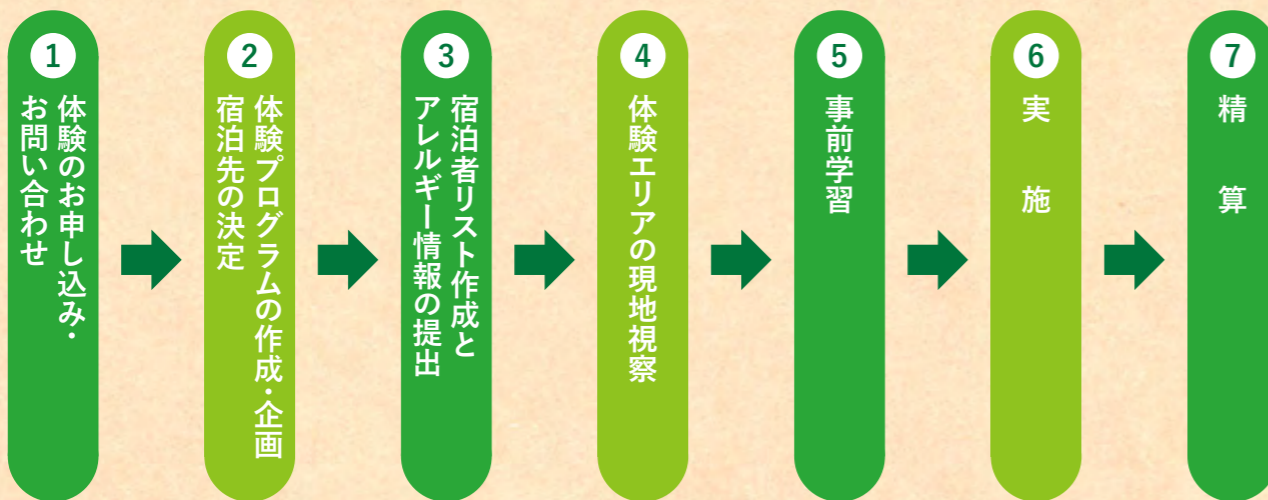 1
体験のお申し込み・
お問い合わせ
2
体験プログラムの作成・企画
宿泊先の決定
3
宿泊者リスト作成と
アレルギー情報の提出
4
体験エリアの現地視察
5
事前学習
6
実施
7
精算